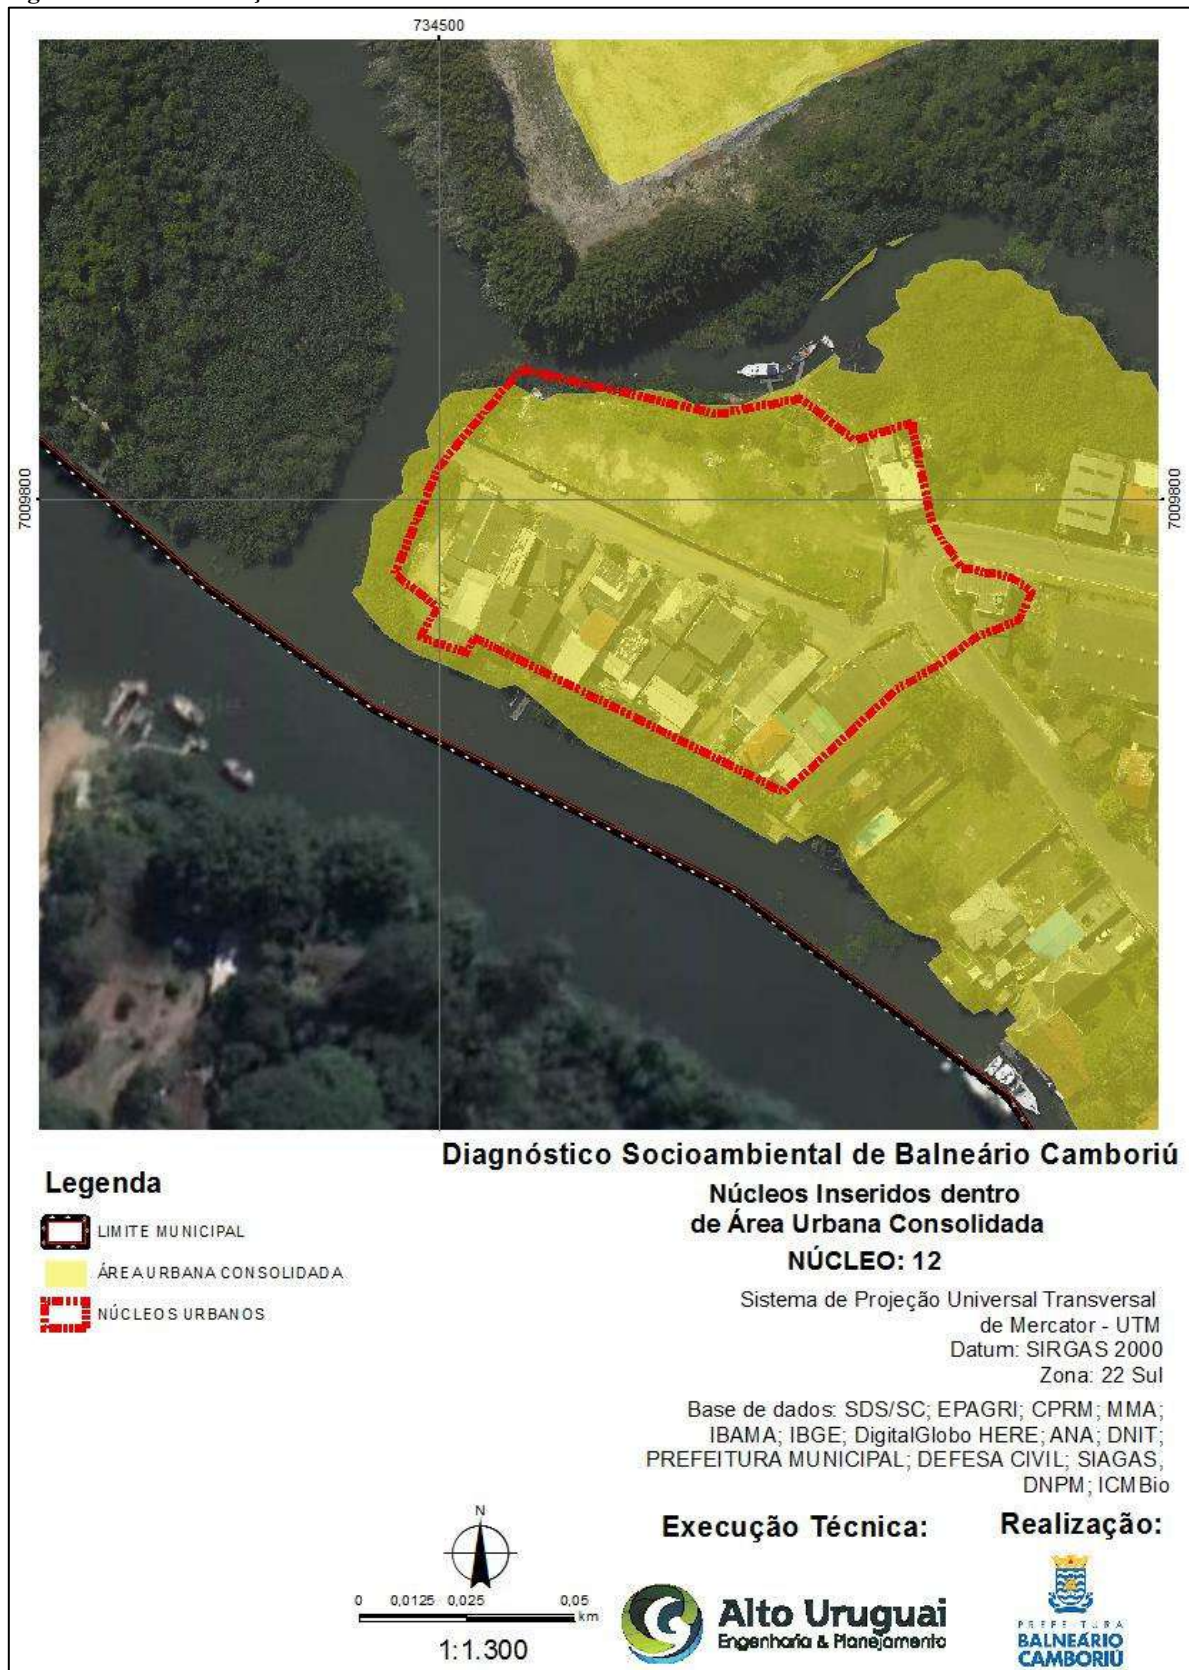 734500
7009800
7009800
Diagnóstico Socioambiental de Balneário Camboriú
Núcleos Inseridos dentro
de Área Urbana Consolidada
NÚCLEO: 12
Legenda
LIMITE MUNICIPAL
ÁREA URBANA CONSOLIDADA
NÚCLEOS URBANOS
Sistema de Projeção Universal Transversal
de Mercator - UTM
Datum: SIRGAS 2000
Zona: 22 Sul
Base de dados: SDS/SC; EPAGRI; CPRM; MMA;
IBAMA; IBGE; DigitalGlobo HERE; ANA; DNIT;
PREFEITURA MUNICIPAL; DEFESA CIVIL; SIAGAS,
DNPM; ICMBio
N
0 0,0125 0,025 0,05
km
1:1.300
Execução Técnica:
Alto Uruguai
Engenharia & Planejamento
Realização:
PREFEITURA
BALNEÁRIO
CAMBORIÚ